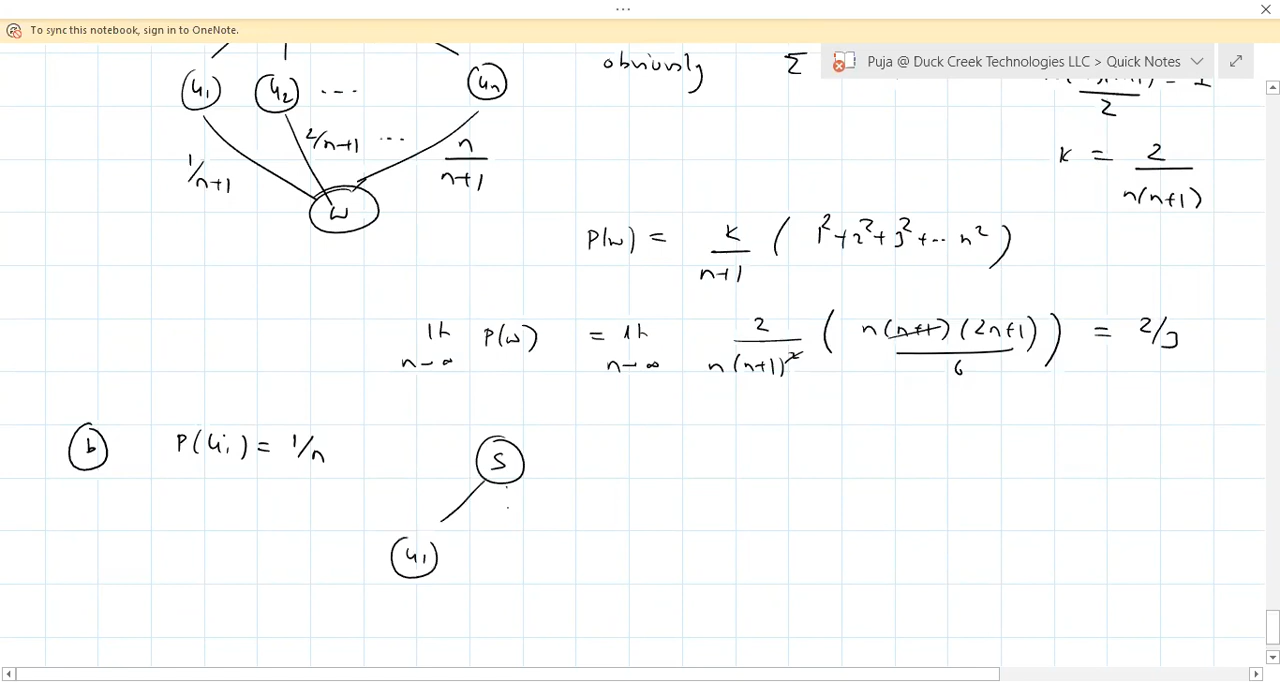 ...
To sync this notebook, sign in to OneNote.
Puja @ Duck Creek Technologies LLC > Quick Notes
obviously Σ
2
u1 u2 ---- un
1/n+1 2/n+1 ... n/n+1
w
K = 2/n(n+1)
P(w) = K/n+1 ( 1² + 2² + 3² + -- n² )
lt n→∞ P(w) = lt n→∞ 2/n(n+1)² ( n(n+1)(2n+1)/6 ) = 2/3
b P(ui) = 1/n
S
u1